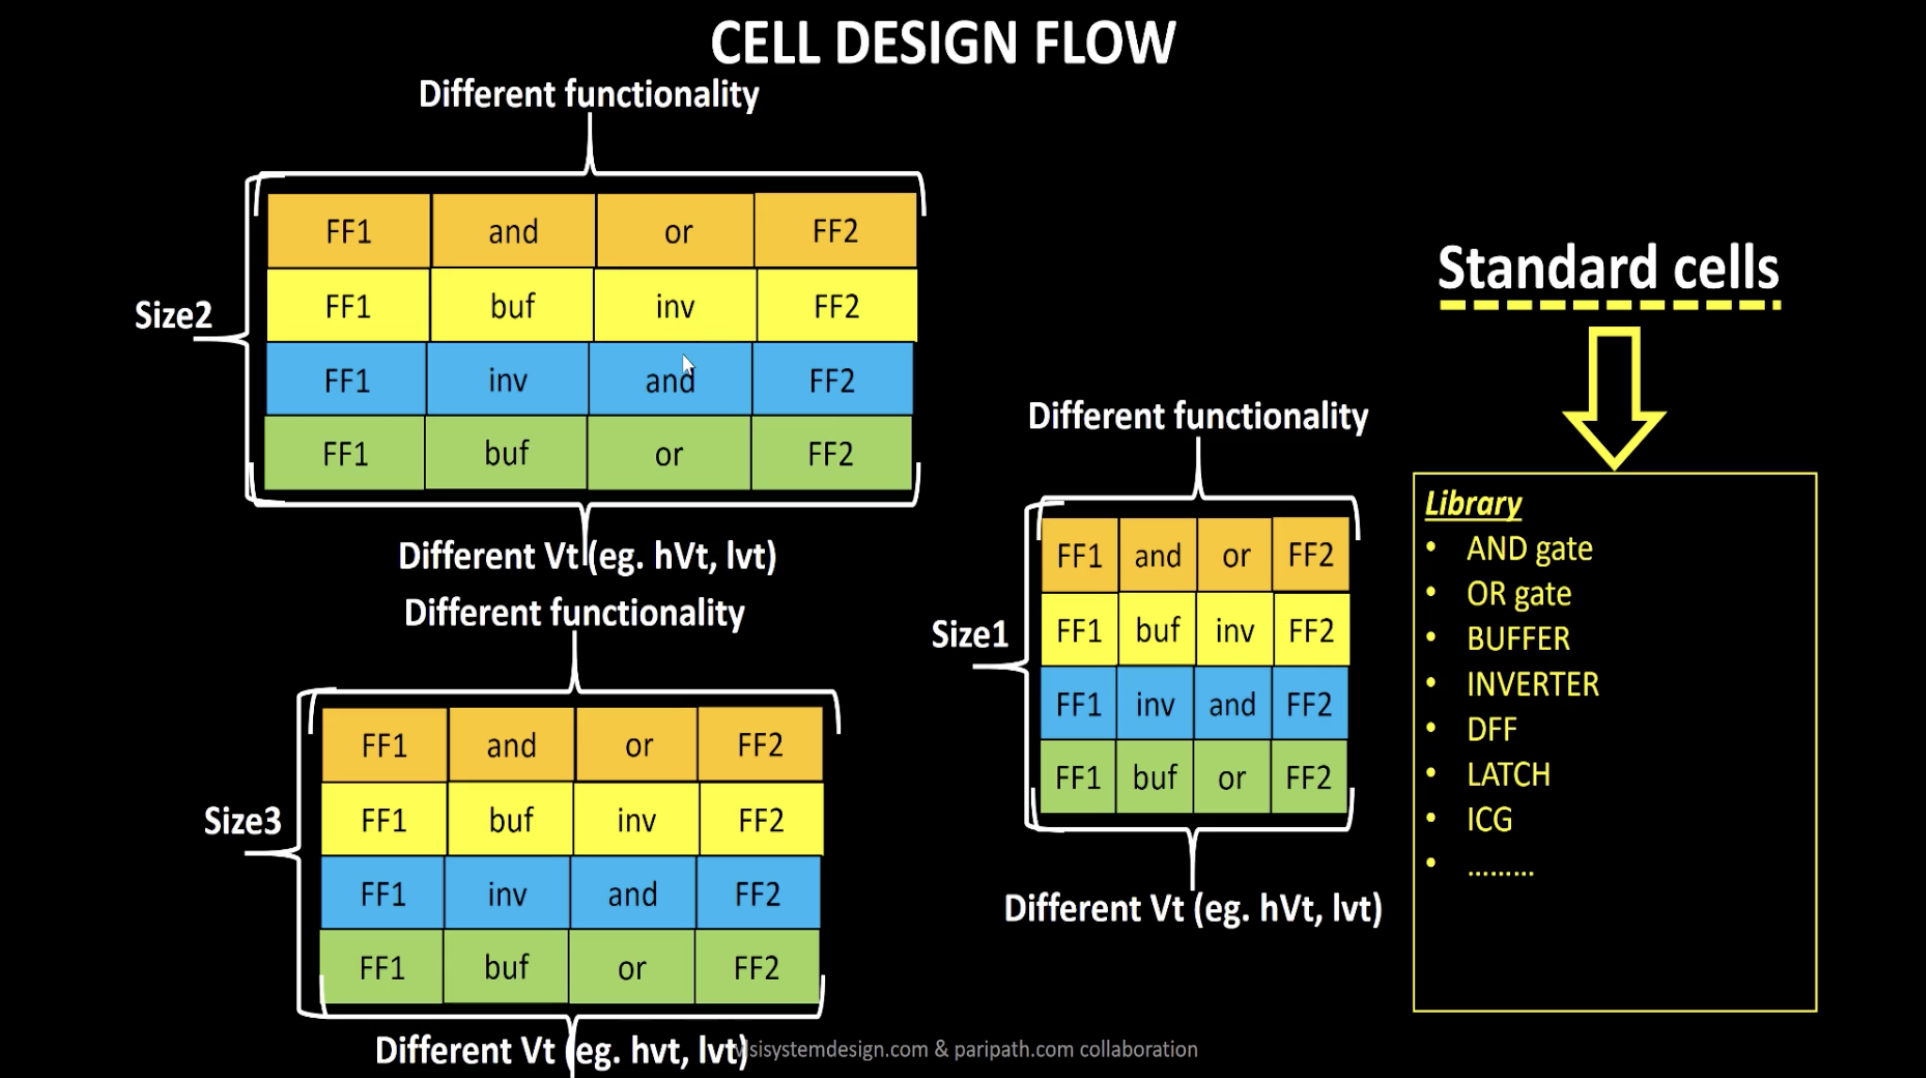 CELL DESIGN FLOW
Different functionality
Size2
FF1 and or FF2
FF1 buf inv FF2
FF1 inv and FF2
FF1 buf or FF2
Different Vt (eg. hVt, lvt)
Different functionality
Size3
FF1 and or FF2
FF1 buf inv FF2
FF1 inv and FF2
FF1 buf or FF2
Different Vt (eg. hvt, lvt)
Different functionality
Size1
FF1 and or FF2
FF1 buf inv FF2
FF1 inv and FF2
FF1 buf or FF2
Different Vt (eg. hVt, lvt)
Standard cells
Library
• AND gate
• OR gate
• BUFFER
• INVERTER
• DFF
• LATCH
• ICG
• ………
vlsisystemdesign.com & paripath.com collaboration